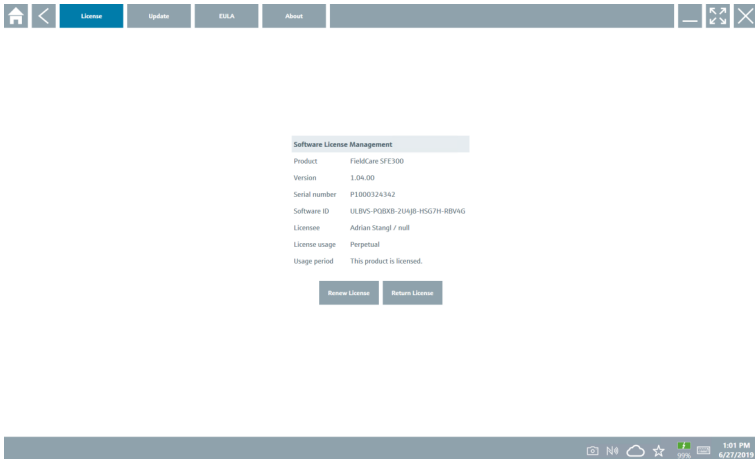 License Update EULA About
Software License Management
Product FieldCare SFE300
Version 1.04.00
Serial number P1000324342
Software ID ULBVS-PQBXB-2U4J8-HSG7H-RBV4G
Licensee Adrian Stangl / null
License usage Perpetual
Usage period This product is licensed.
Renew License Return License
99% 1:01 PM
6/27/2019